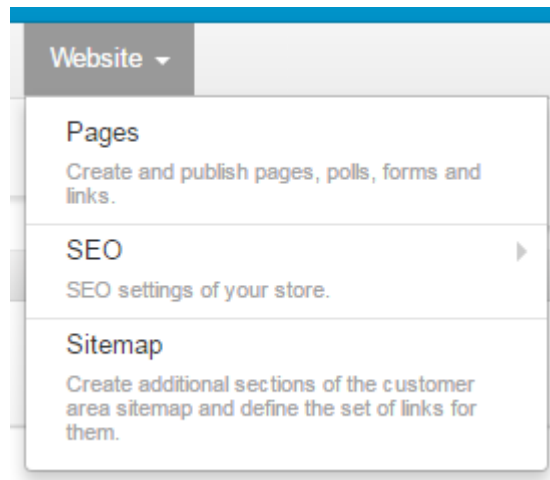 Website
Pages
Create and publish pages, polls, forms and
links.
SEO
SEO settings of your store.
Sitemap
Create additional sections of the customer
area sitemap and define the set of links for
them.